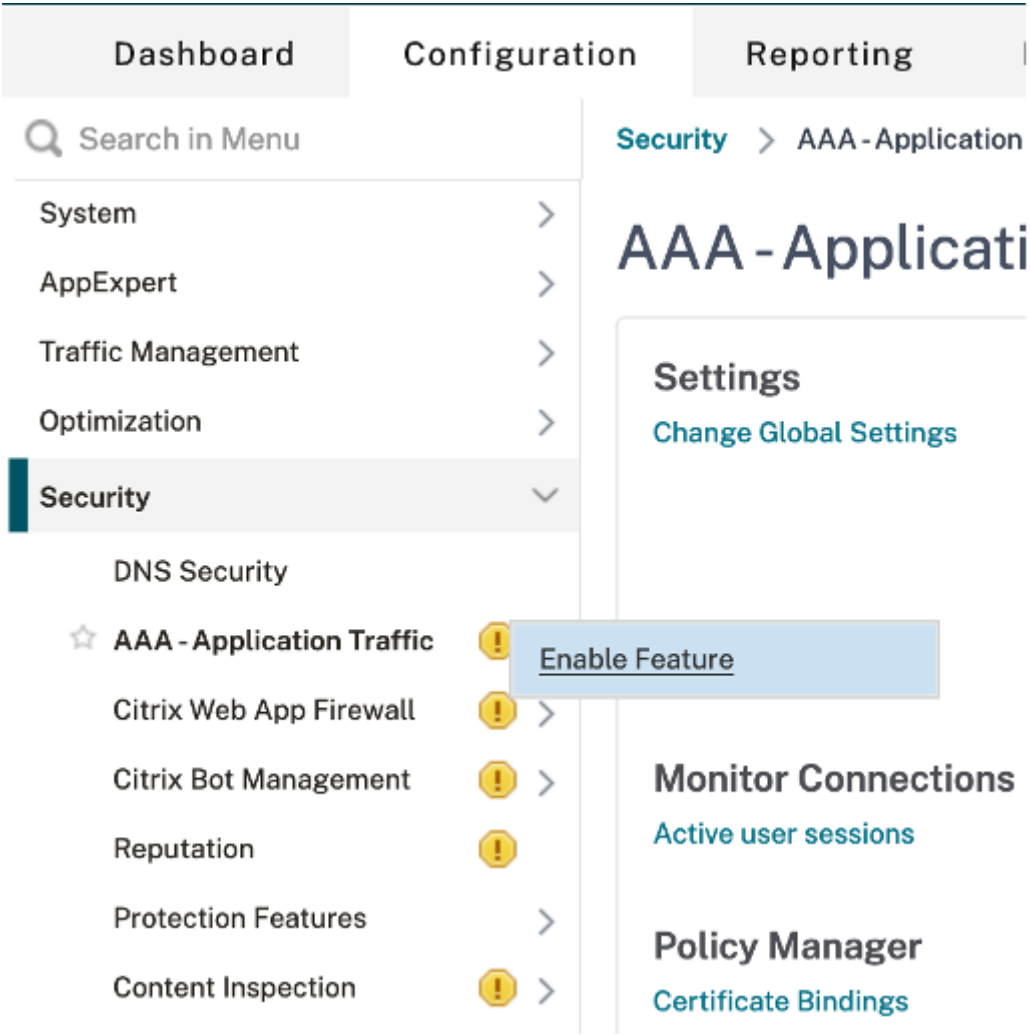 Dashboard
Configuration
Reporting
Search in Menu
Security > AAA - Application
System
AAA - Applicati
AppExpert
Traffic Management
Optimization
Security
DNS Security
AAA - Application Traffic
Citrix Web App Firewall
Citrix Bot Management
Reputation
Protection Features
Content Inspection
Enable Feature
Settings
Change Global Settings
Monitor Connections
Active user sessions
Policy Manager
Certificate Bindings